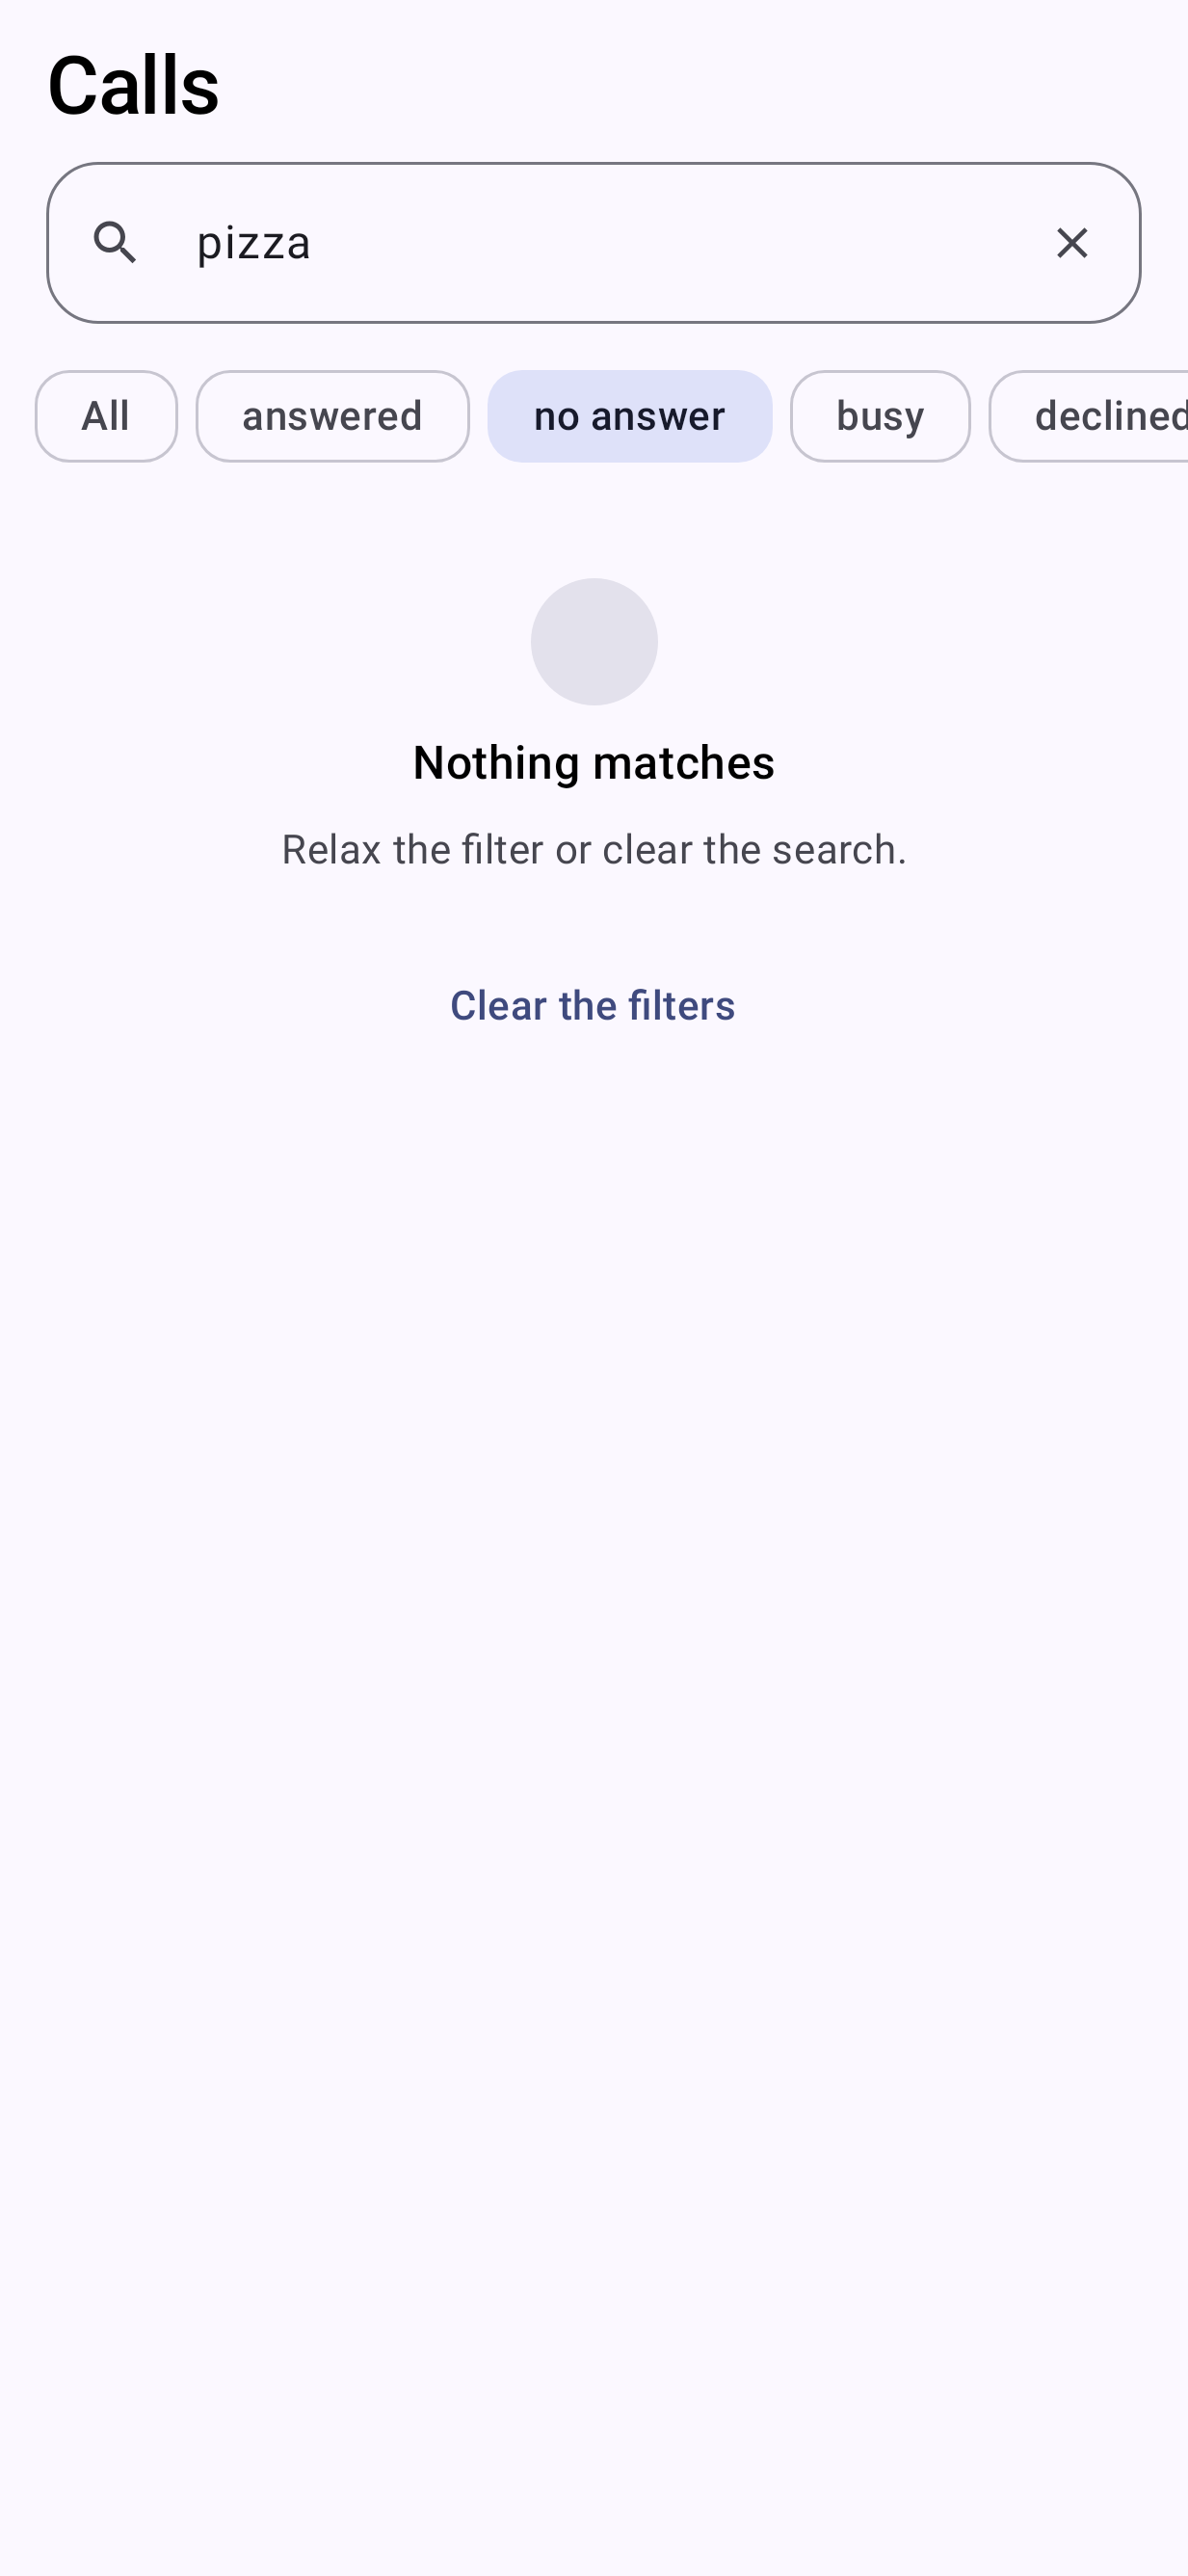 Calls
pizza
All answered no answer busy declined
Nothing matches
Relax the filter or clear the search.
Clear the filters